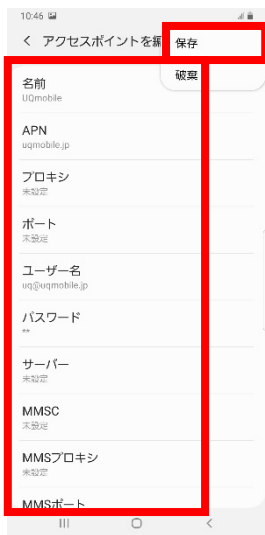 10:46
アクセスポイントを編
保存
破棄
名前
UQmobile
APN
uqmobile.jp
プロキシ
未設定
ポート
未設定
ユーザー名
uq@uqmobile.jp
パスワード
**
サーバー
未設定
MMSC
未設定
MMSプロキシ
未設定
MMSポート